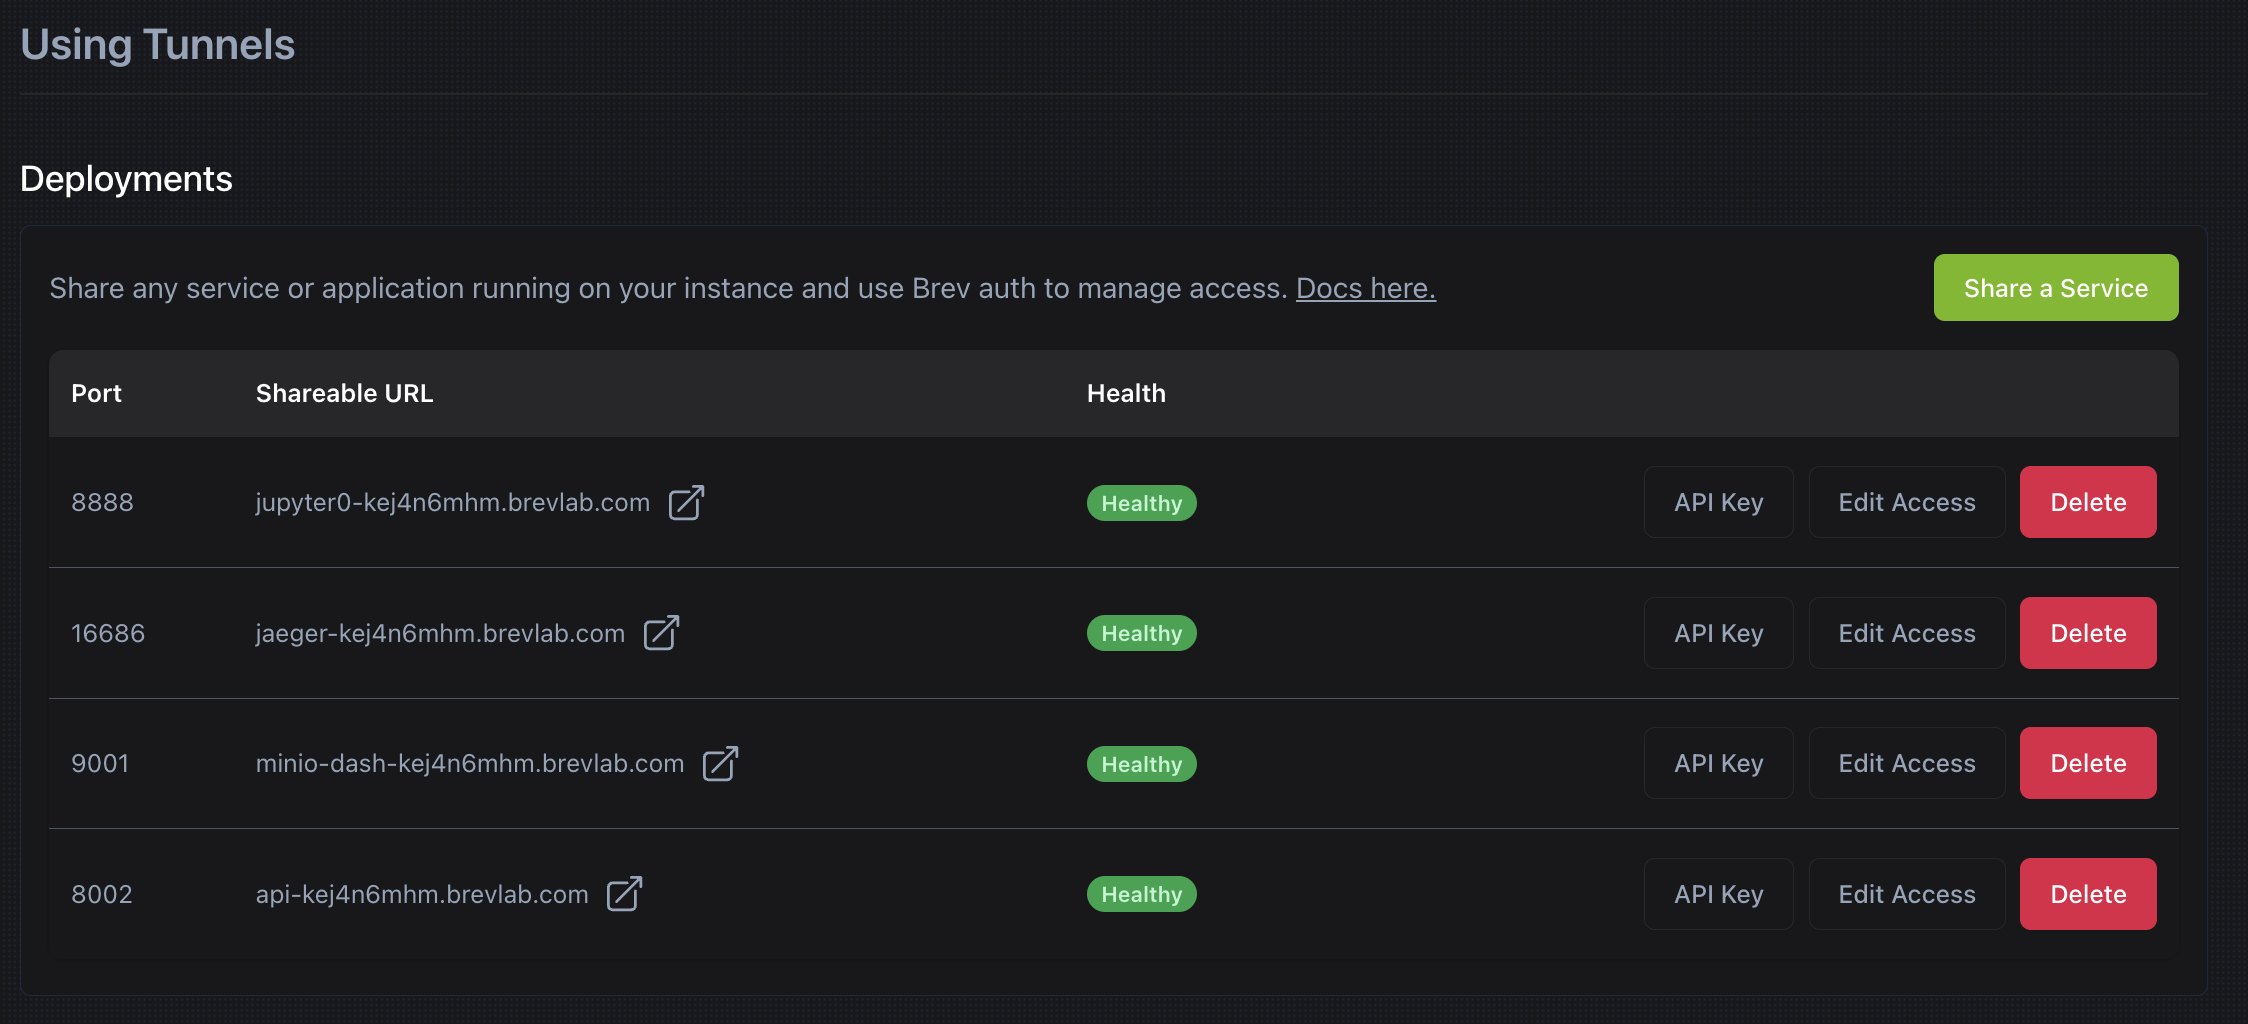 Using Tunnels
Deployments
Share any service or application running on your instance and use Brev auth to manage access. Docs here.
Share a Service
Port Shareable URL Health
8888 jupyter0-kej4n6mhm.brevlab.com Healthy API Key Edit Access Delete
16686 jaeger-kej4n6mhm.brevlab.com Healthy API Key Edit Access Delete
9001 minio-dash-kej4n6mhm.brevlab.com Healthy API Key Edit Access Delete
8002 api-kej4n6mhm.brevlab.com Healthy API Key Edit Access Delete